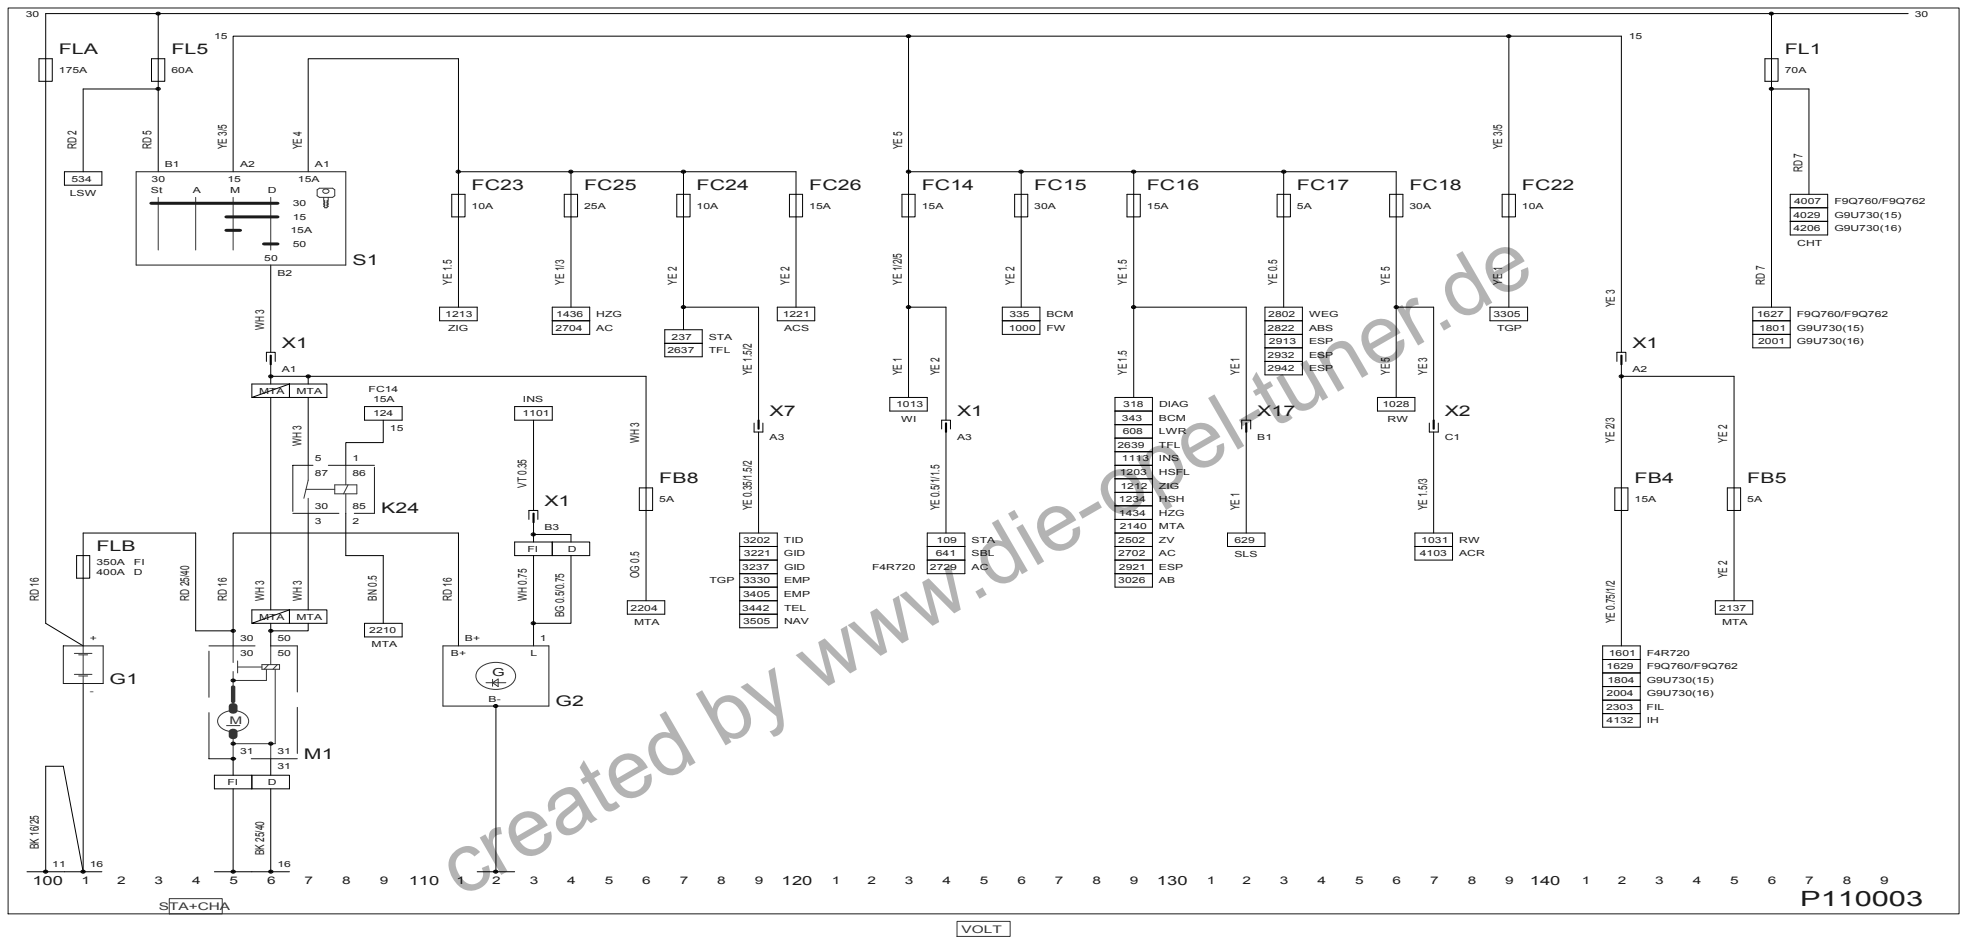 30 30
15 15
FLA FL5 FL1
175A 60A 70A
RD 2 RD 5 YE 3/5 YE 4 YE 5 YE 3/5 RD 7
B1 A2 A1
534 30 15 15A
LSW St A M D
30
15
15A
50
50
S1
B2
FC23 FC25 FC24 FC26 FC14 FC15 FC16 FC17 FC18 FC22
10A 25A 10A 15A 15A 30A 15A 5A 30A 10A
4007 F9Q760/F9Q762
4029 G9U730(15)
4206 G9U730(16)
CHT
YE 1.5 YE 1/3 YE 2 YE 2 YE 1/2/5 YE 2 YE 1.5 YE 0.5 YE 5 YE 1 YE 3 RD 7
WH 3
1213
ZIG
1436 HZG
2704 AC
237 STA
2637 TFL
1221
ACS
335 BCM
1000 FW
2802 WEG
2822 ABS
2913 ESP
2932 ESP
2942 ESP
3305
TGP
1627 F9Q760/F9Q762
1801 G9U730(15)
2001 G9U730(16)
X1 X1
A1 A2
MTA MTA
FC14
15A
124
15
INS
1101
YE 1.5/2 YE 1 YE 2 YE 1.5 YE 1 YE 5 YE 3
1013
WI
1028
RW
X7 X1 X17 X2
A3 A3 B1 C1
318 DIAG
343 BCM
608 LWR
2639 TFL
1113 INS
1203 HSFL
1212 ZIG
1234 HSH
1434 HZG
2140 MTA
2502 ZV
2702 AC
2921 ESP
3026 AB
WH 3 VT 0.35 WH 3 YE 2/3 YE 2
5 1
87 86
30 85
3 2
K24
X1
B3
FI D
FB8
5A
FB4
15A
FB5
5A
YE 0.35/1.5/2 YE 0.5/1/1.5 YE 1 YE 1.5/3
3202 TID
3221 GID
3237 GID
TGP 3330 EMP
3405 EMP
3442 TEL
3505 NAV
109 STA
641 SBL
F4R720 2729 AC
629
SLS
1031 RW
4103 ACR
FLB
350A FI
400A D
RD 16 RD 25/40 RD 16 WH 3 WH 3 BN 0.5 RD 16 WH 0.75 BG 0.5/0.75 OG 0.5 YE 0.75/1/2 YE 2
MTA MTA
2210
MTA
2204
MTA
2137
MTA
+
G1
-
30 50
30 50
M
31 31
31
M1
FI D
B+ 1
B+ L
G
B-
G2
1601 F4R720
1629 F9Q760/F9Q762
1804 G9U730(15)
2004 G9U730(16)
2303 FIL
4132 IH
BK 16/25 BK 25/40
11 16 16
100 1 2 3 4 5 6 7 8 9 110 1 2 3 4 5 6 7 8 9 120 1 2 3 4 5 6 7 8 9 130 1 2 3 4 5 6 7 8 9 140 1 2 3 4 5 6 7 8 9
P110003
STA+CHA
VOLT
created by www.die-opel-tuner.de